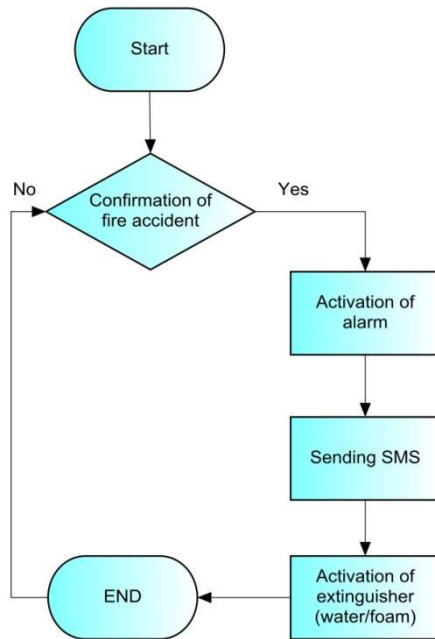 Start
No
Confirmation of
fire accident
Yes
Activation of
alarm
Sending SMS
Activation of
extinguisher
(water/foam)
END